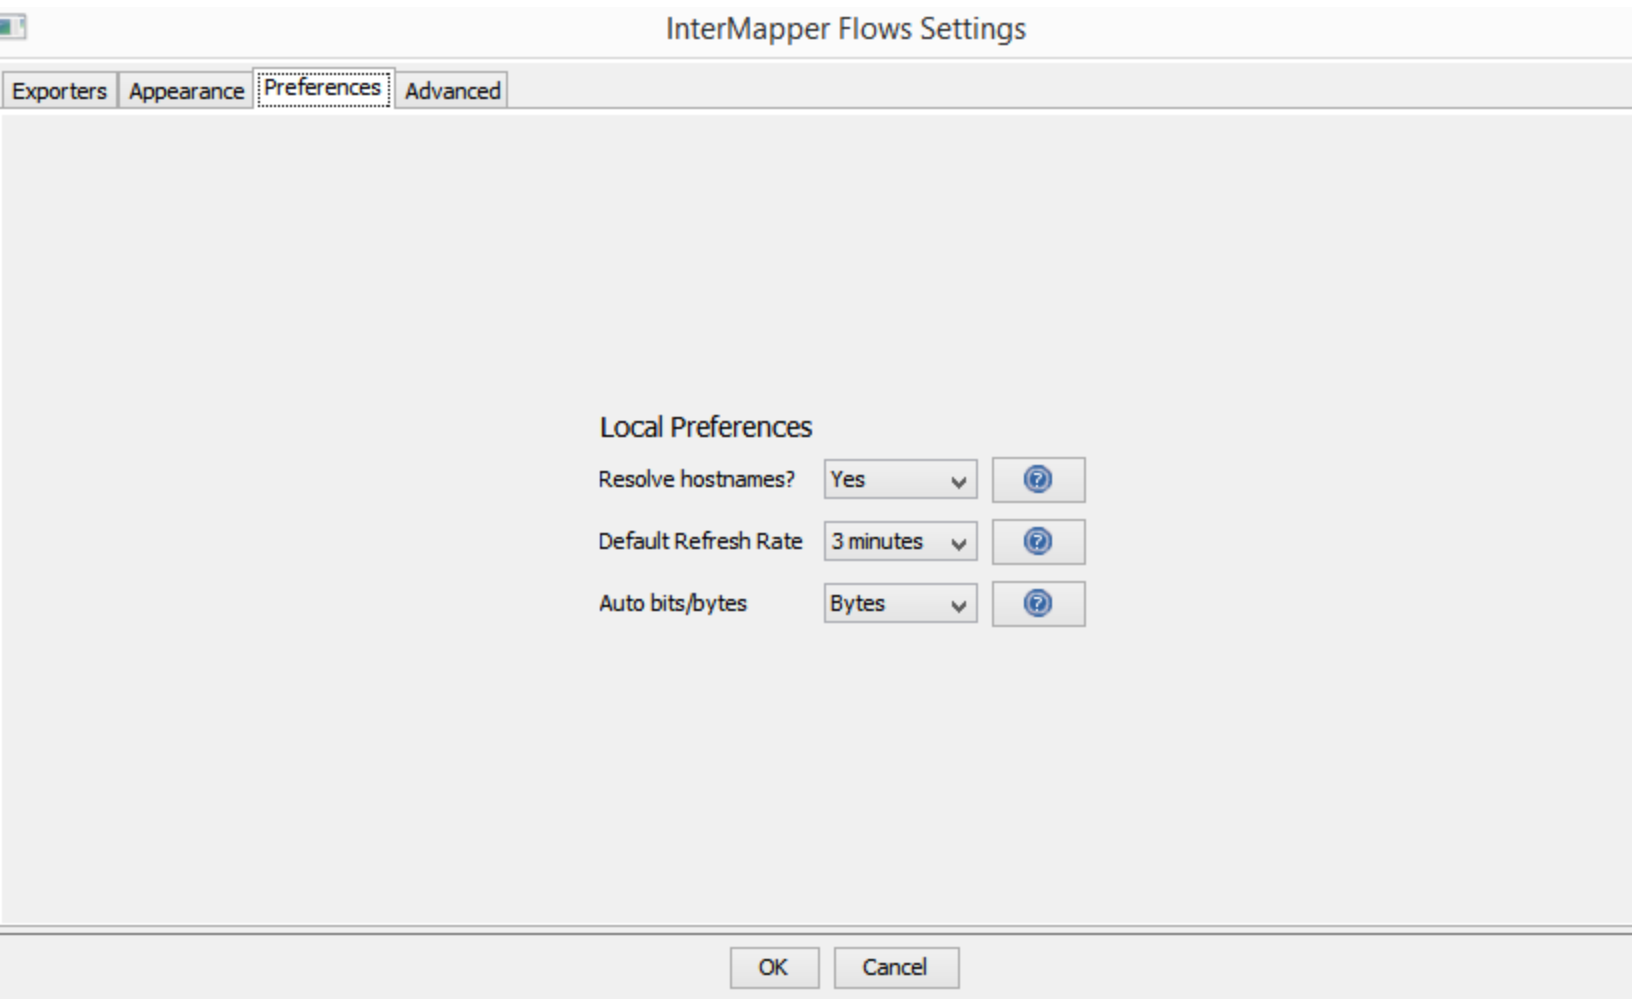 InterMapper Flows Settings
Exporters Appearance Preferences Advanced
Local Preferences
Resolve hostnames? Yes
Default Refresh Rate 3 minutes
Auto bits/bytes Bytes
OK Cancel